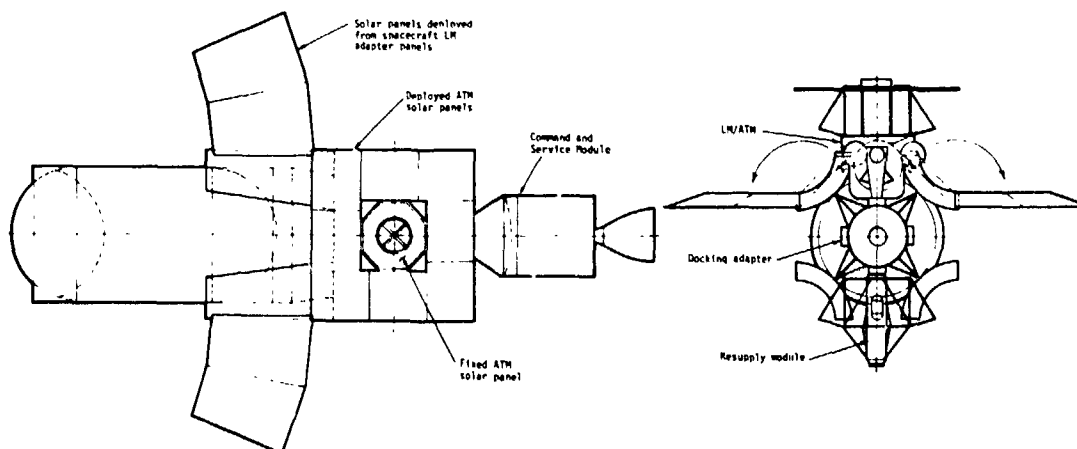 Solar panels deployed
from spacecraft LM
adapter panels
Deployed ATM
solar panels
Command and
Service Module
Fixed ATM
solar panel
LM/ATM
Docking adapter
Resupply module